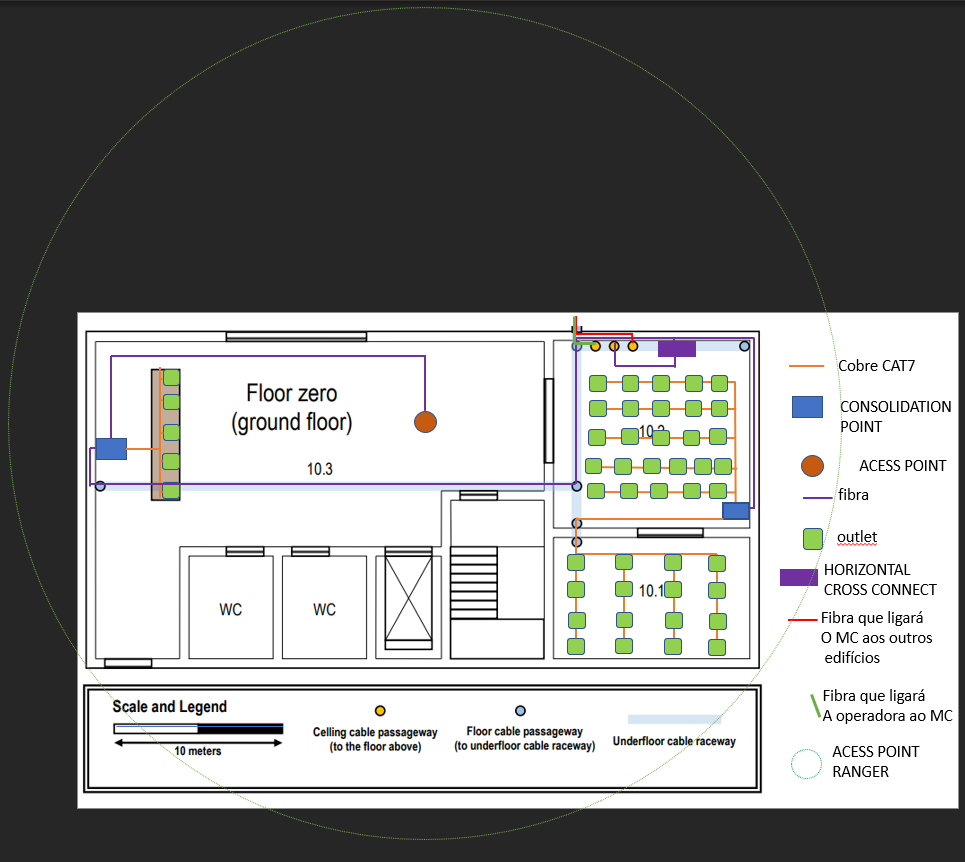 Floor zero
(ground floor)
10.3
10.2
10.1
WC
WC
Cobre CAT7
CONSOLIDATION
POINT
ACESS POINT
fibra
outlet
HORIZONTAL
CROSS CONNECT
Fibra que ligará
O MC aos outros
edifícios
Fibra que ligará
A operadora ao MC
ACESS POINT
RANGER
Scale and Legend
10 meters
Celling cable passageway
(to the floor above)
Floor cable passageway
(to underfloor cable raceway)
Underfloor cable raceway